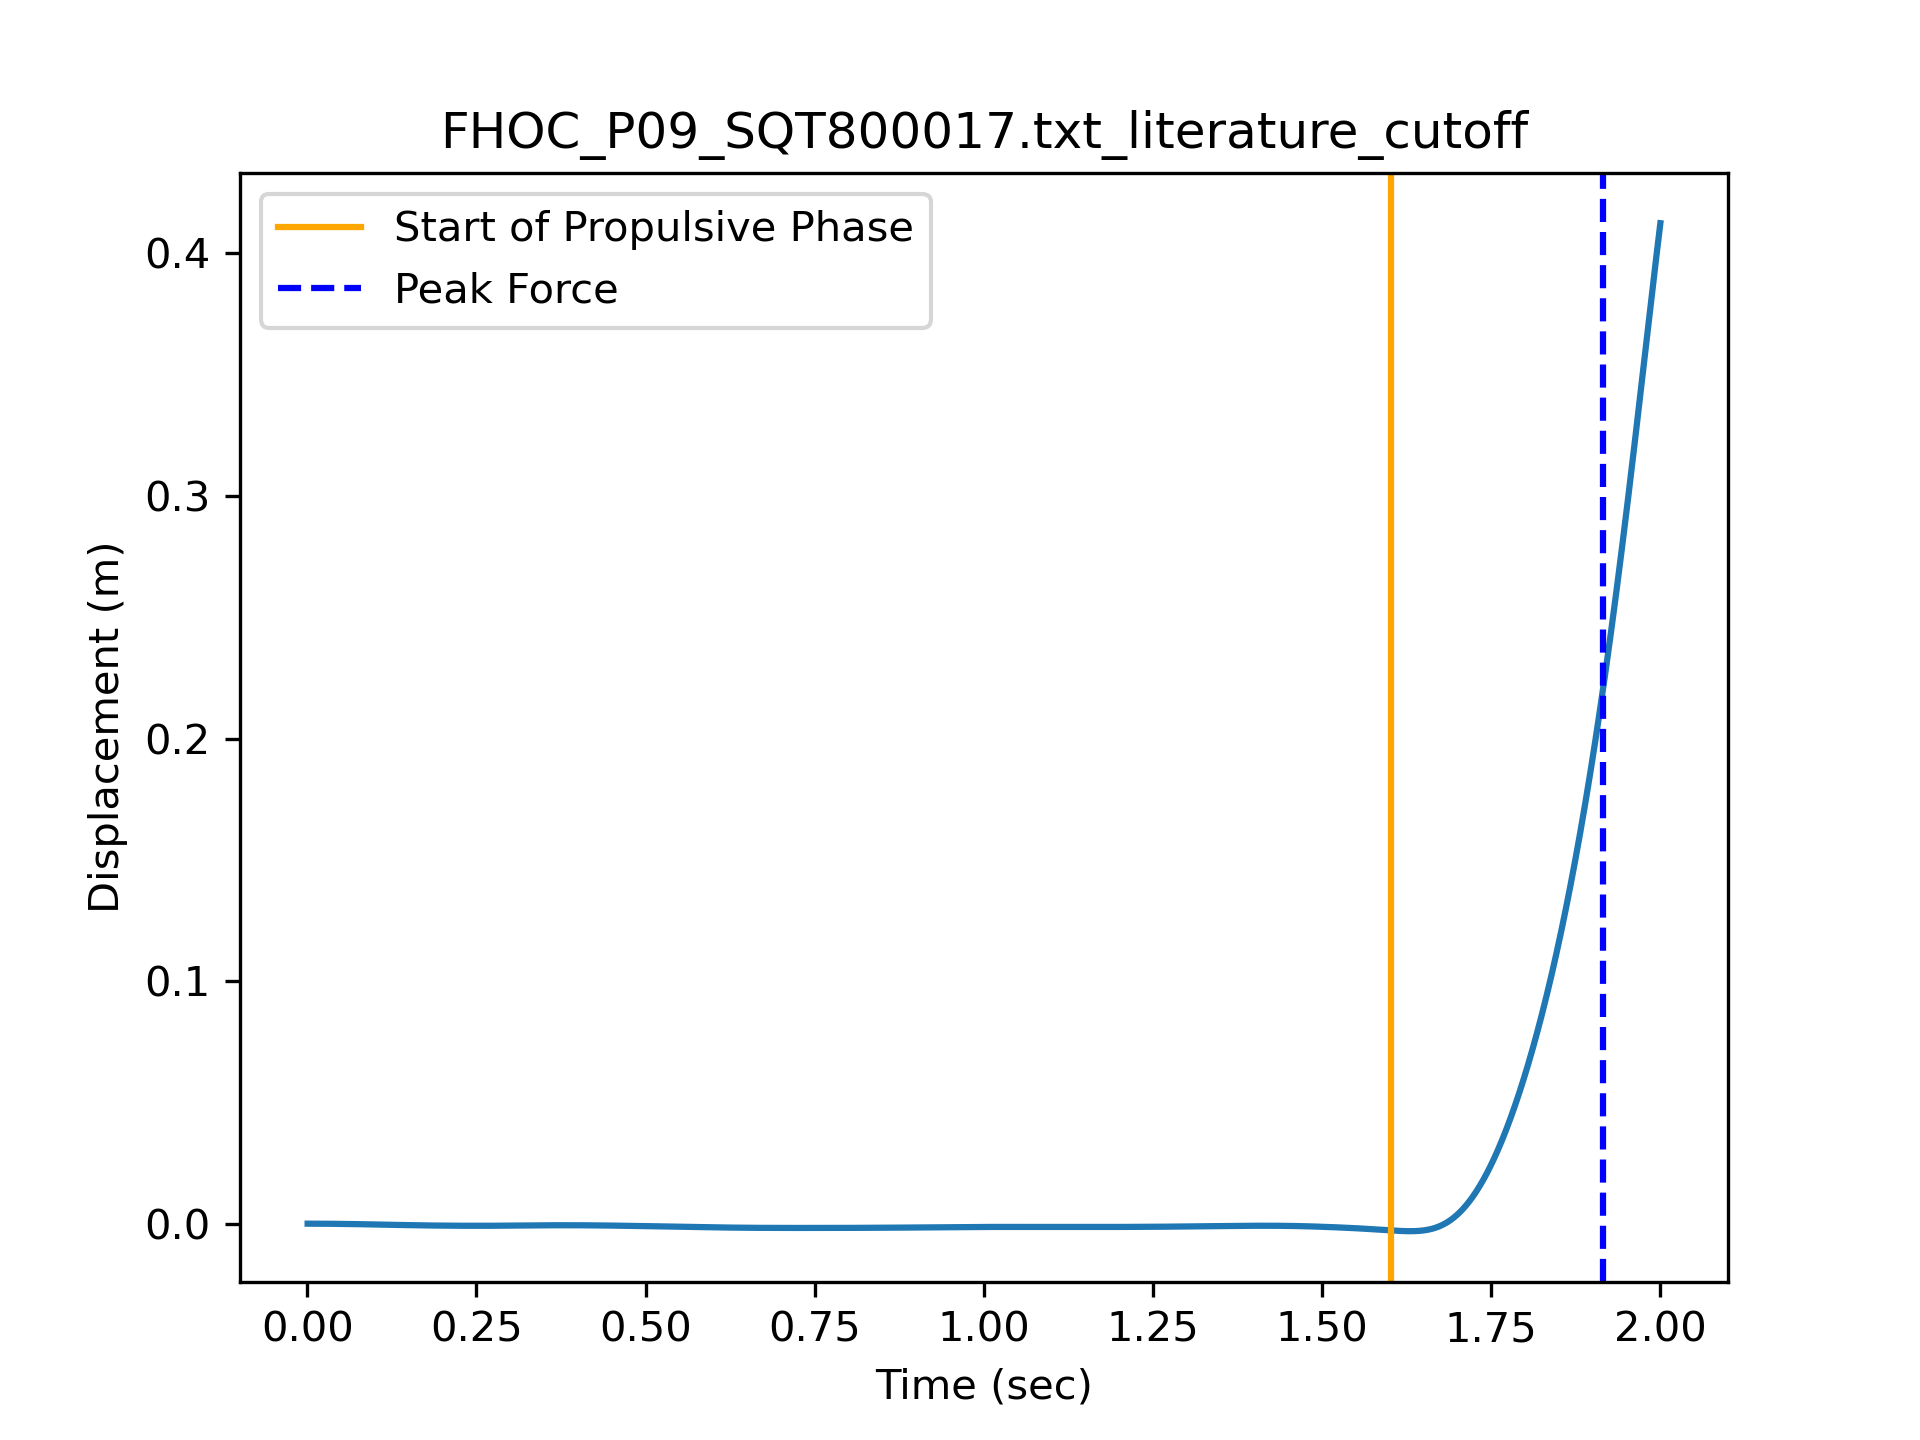 FHOC_P09_SQT800017.txt_literature_cutoff
Start of Propulsive Phase
Peak Force
0.4
0.3
0.2
0.1
0.0
Displacement (m)
0.00 0.25 0.50 0.75 1.00 1.25 1.50 1.75 2.00
Time (sec)